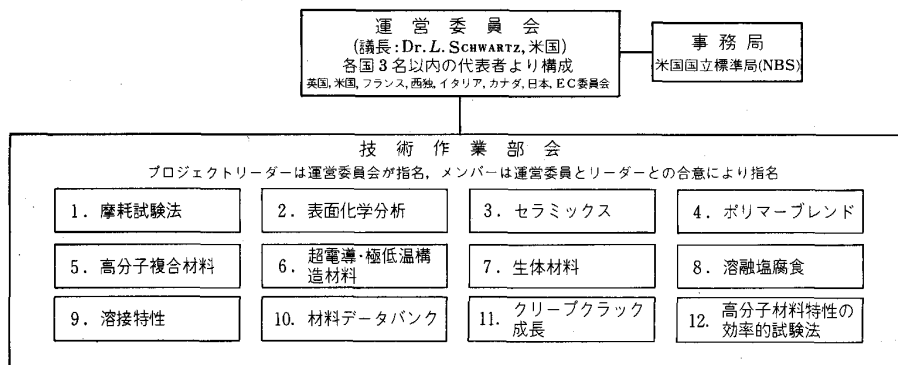 運営委員会
(議長:Dr.L.SCHWARTZ,米国)
各国3名以内の代表者より構成
英国,米国,フランス,西独,イタリア,カナダ,日本,EC委員会
事務局
米国国立標準局(NBS)
技術作業部会
プロジェクトリーダーは運営委員会が指名,メンバーは運営委員とリーダーとの合意により指名
1.摩耗試験法
2.表面化学分析
3.セラミックス
4.ポリマーブレンド
5.高分子複合材料
6.超電導・極低温構
造材料
7.生体材料
8.溶融塩腐食
9.溶接特性
10.材料データバンク
11.クリープクラック
成長
12.高分子材料特性の
効率的試験法